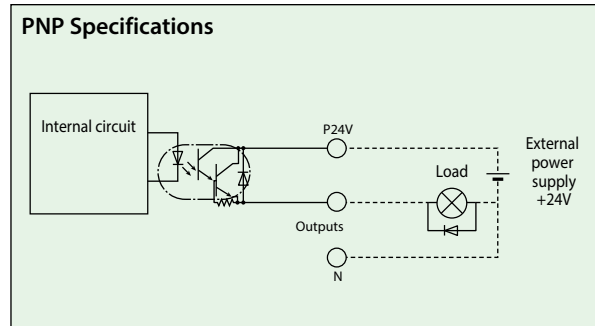 PNP Specifications
Internal circuit
P24V
External
power
supply
+24V
Load
Outputs
N